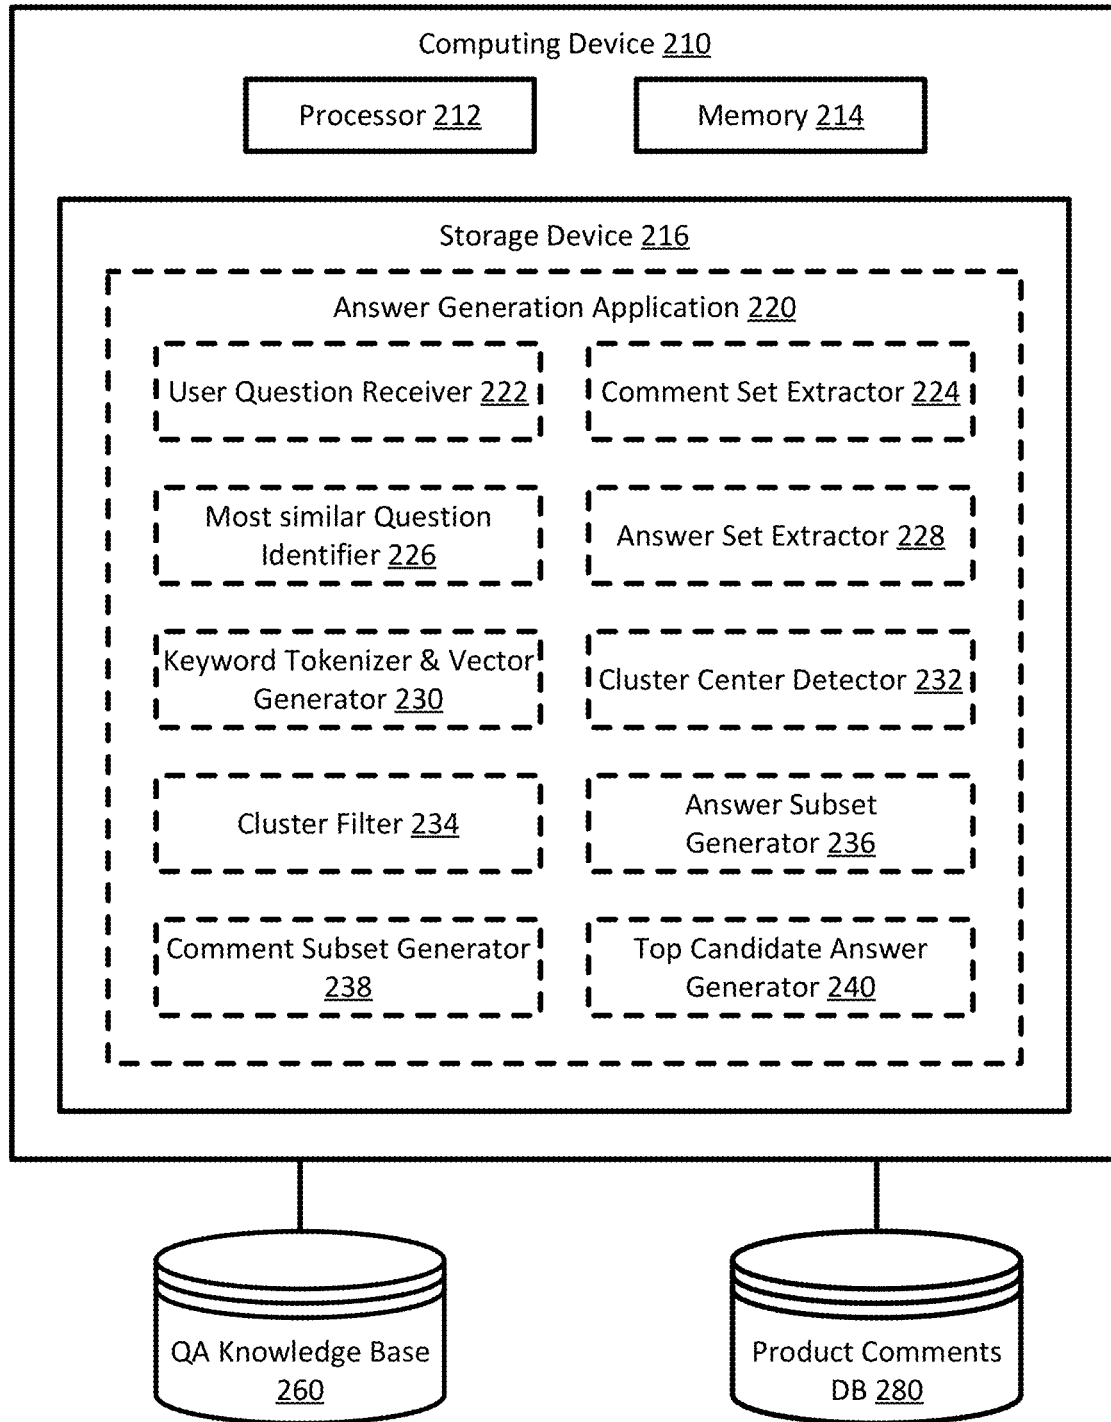 Computing Device 210
Processor 212
Memory 214
Storage Device 216
Answer Generation Application 220
User Question Receiver 222
Comment Set Extractor 224
Most similar Question
Identifier 226
Answer Set Extractor 228
Keyword Tokenizer & Vector
Generator 230
Cluster Center Detector 232
Cluster Filter 234
Answer Subset
Generator 236
Comment Subset Generator
238
Top Candidate Answer
Generator 240
QA Knowledge Base
260
Product Comments
DB 280